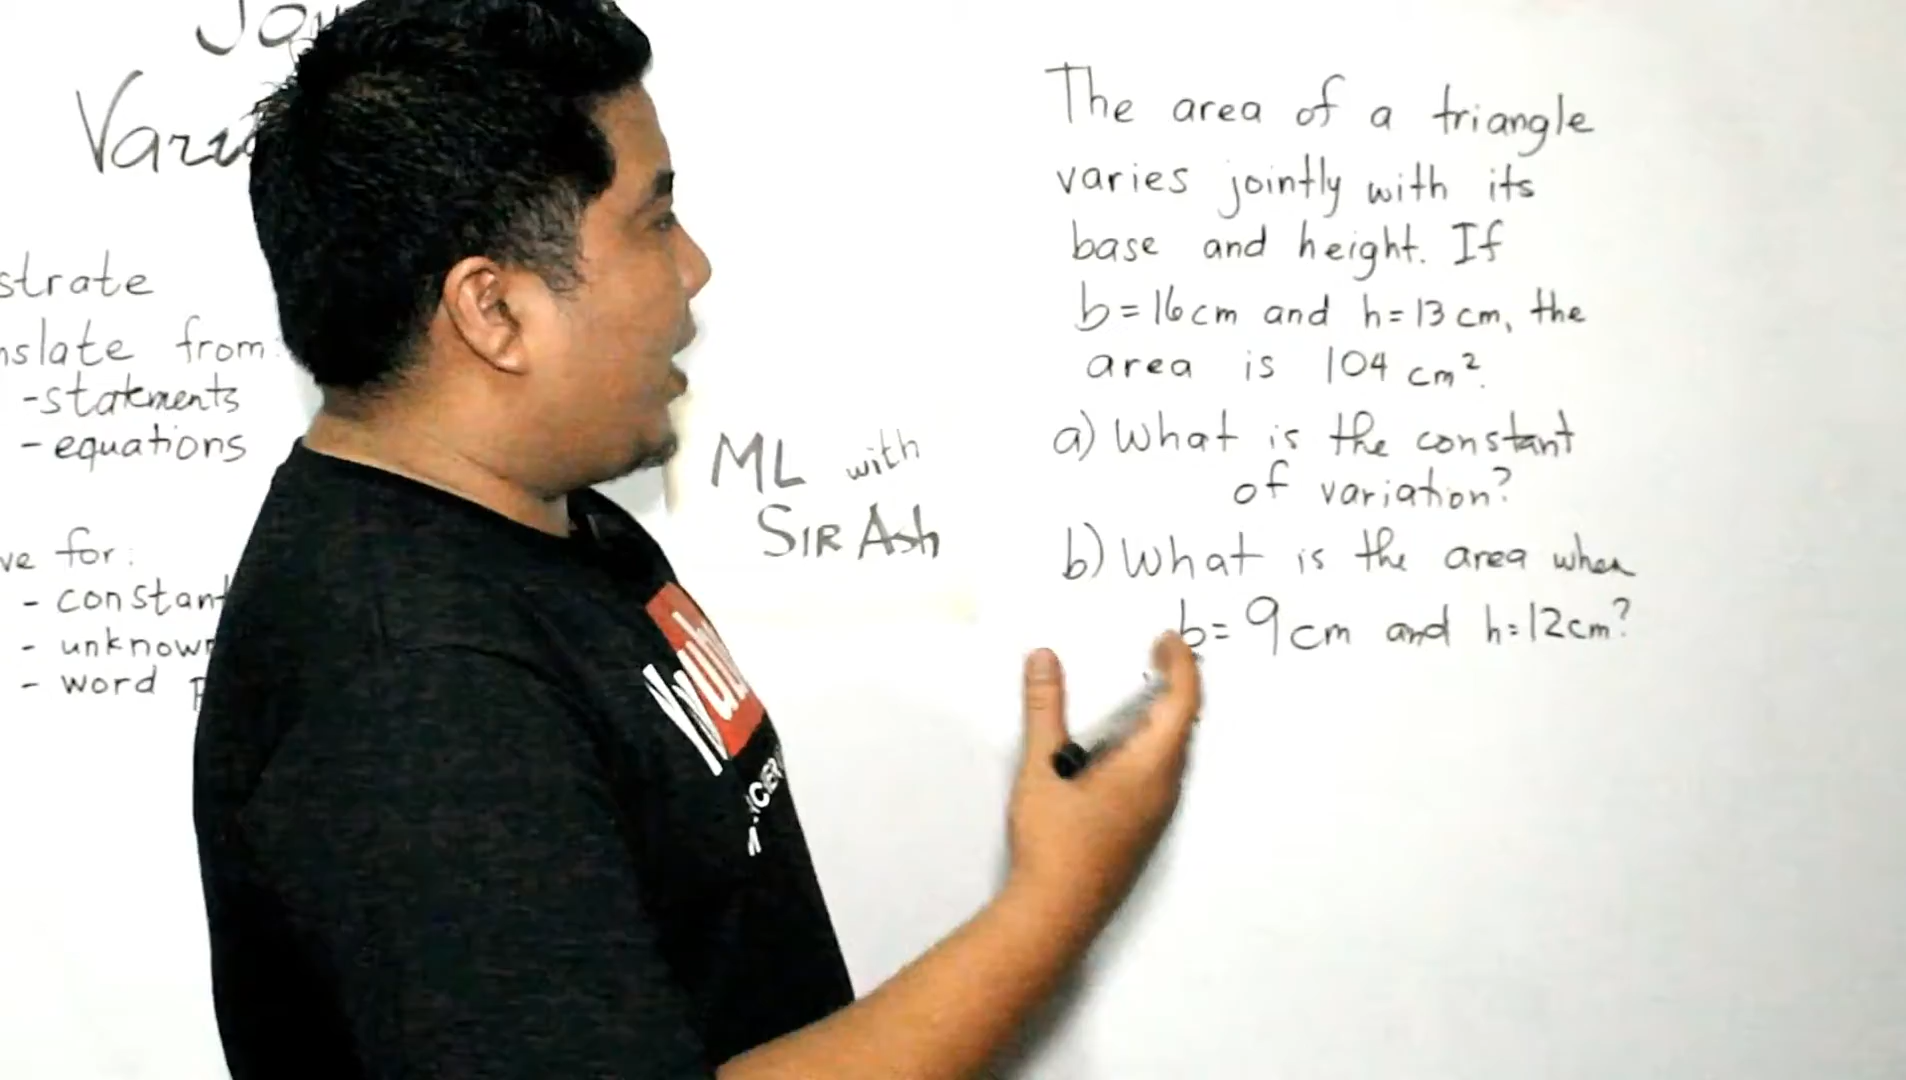 Varia
strate
nslate from:
-statements
-equations
ve for:
- constant
- unknown
- word p
ML with
SIR Ash
The area of a triangle
varies jointly with its
base and height. If
b=16cm and h=13cm, the
area is 104 cm².
a) What is the constant
of variation?
b) What is the area when
b=9cm and h=12cm?